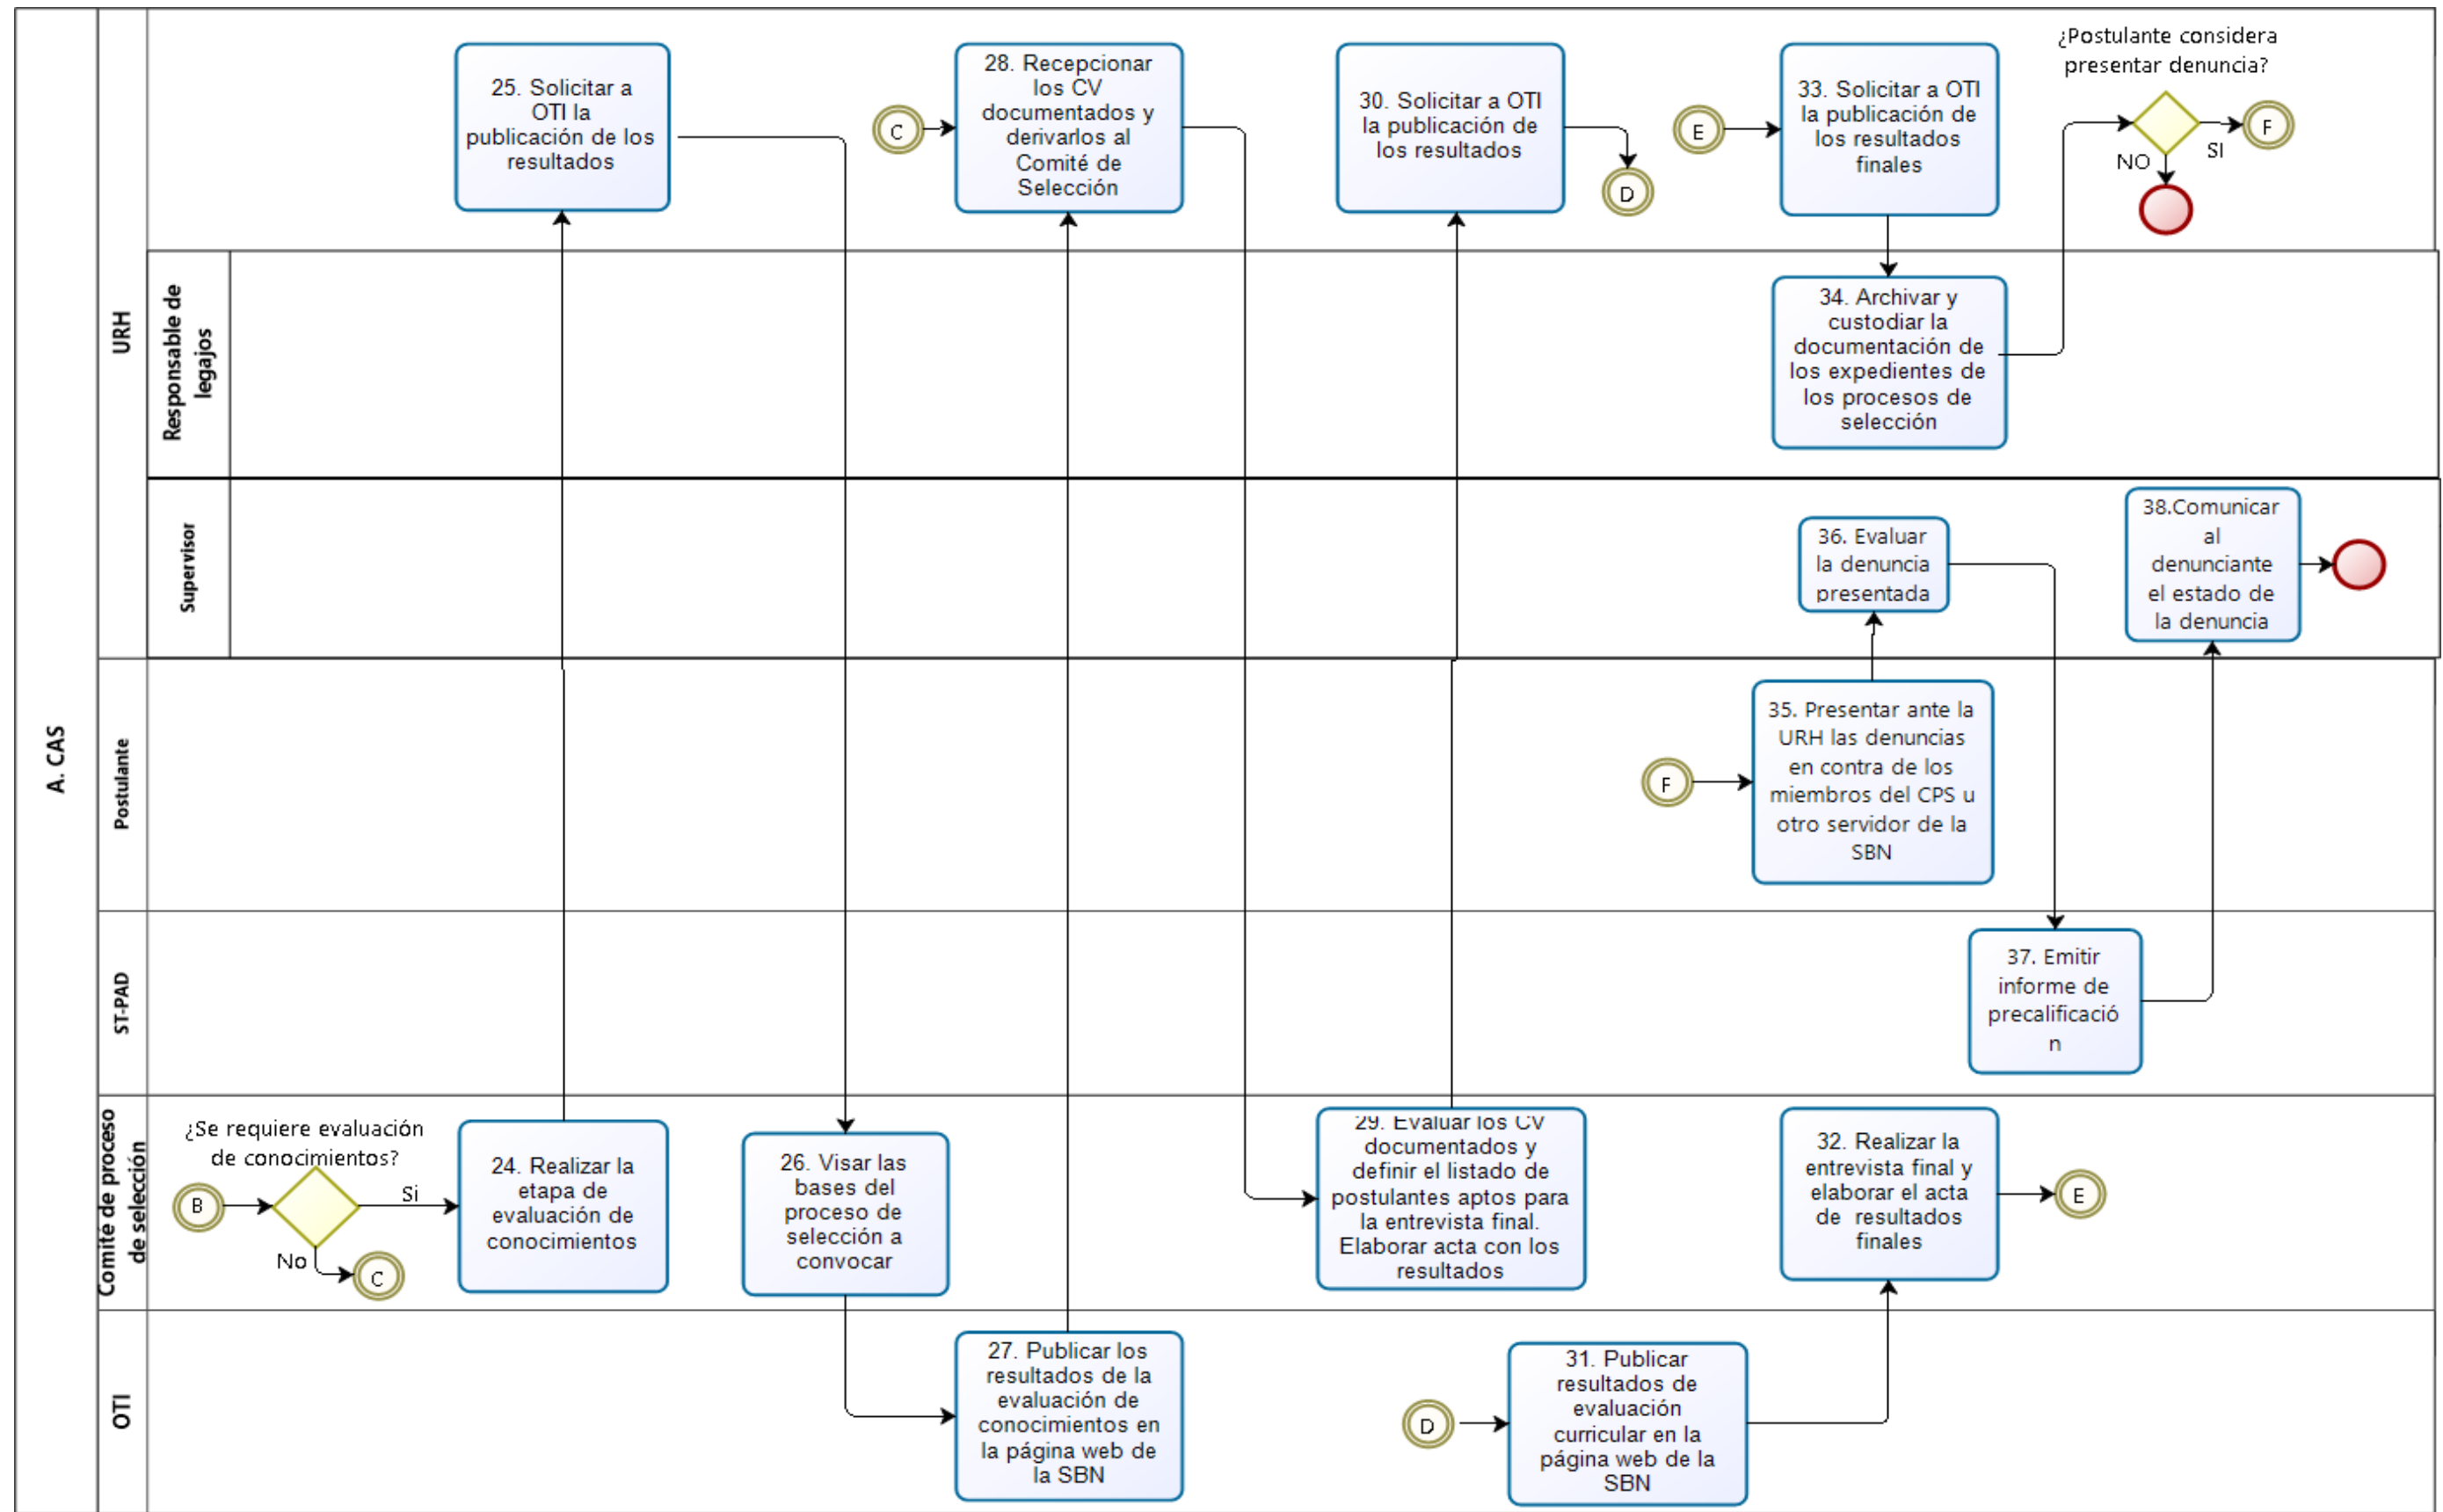 A. CAS
URH
Responsable de
legajos
Supervisor
Postulante
ST-PAD
Comité de proceso
de selección
OTI
25. Solicitar a
OTI la
publicación de los
resultados
C
28. Recepcionar
los CV
documentados y
derivarlos al
Comité de
Selección
30. Solicitar a OTI
la publicación de
los resultados
D
E
33. Solicitar a OTI
la publicación de
los resultados
finales
¿Postulante considera
presentar denuncia?
F
SI
NO
34. Archivar y
custodiar la
documentación de
los expedientes de
los procesos de
selección
36. Evaluar
la denuncia
presentada
38.Comunicar
al
denunciante
el estado de
la denuncia
F
35. Presentar ante la
URH las denuncias
en contra de los
miembros del CPS u
otro servidor de la
SBN
37. Emitir
informe de
precalificació
n
¿Se requiere evaluación
de conocimientos?
B
Si
No
C
24. Realizar la
etapa de
evaluación de
conocimientos
26. Visar las
bases del
proceso de
selección a
convocar
29. Evaluar los CV
documentados y
definir el listado de
postulantes aptos para
la entrevista final.
Elaborar acta con los
resultados
32. Realizar la
entrevista final y
elaborar el acta
de resultados
finales
E
27. Publicar los
resultados de la
evaluación de
conocimientos en
la página web de
la SBN
D
31. Publicar
resultados de
evaluación
curricular en la
página web de la
SBN